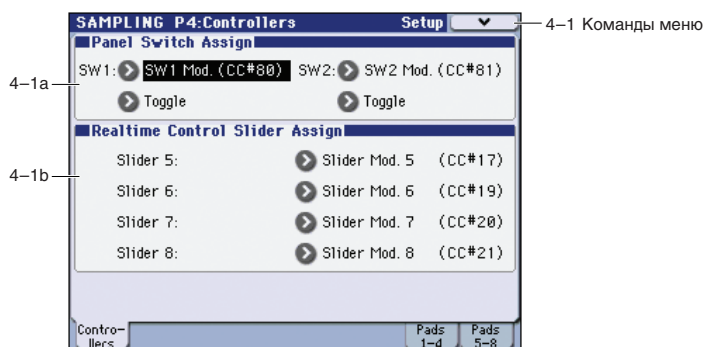 SAMPLING P4:Controllers Setup
4–1 Команды меню
Panel Switch Assign
SW1: SW1 Mod. (CC#80) SW2: SW2 Mod. (CC#81)
4–1a
Toggle Toggle
Realtime Control Slider Assign
Slider 5: Slider Mod. 5 (CC#17)
4–1b
Slider 6: Slider Mod. 6 (CC#19)
Slider 7: Slider Mod. 7 (CC#20)
Slider 8: Slider Mod. 8 (CC#21)
Contro-
llers
Pads
1–4
Pads
5–8